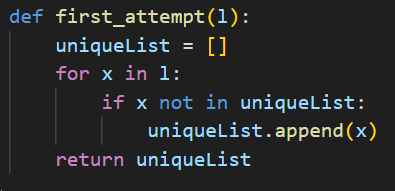 def first_attempt(l):
    uniqueList = []
    for x in l:
        if x not in uniqueList:
            uniqueList.append(x)
    return uniqueList